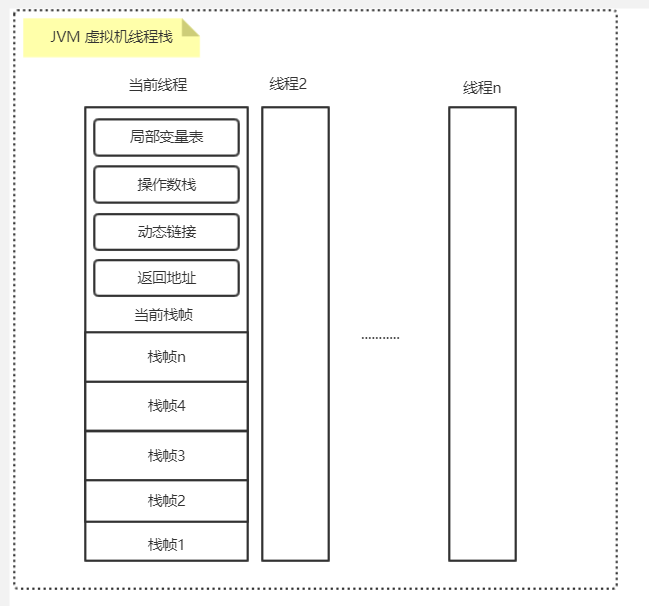 JVM 虚拟机线程栈
当前线程
线程2
线程n
局部变量表
操作数栈
动态链接
返回地址
当前栈帧
...........
栈帧n
栈帧4
栈帧3
栈帧2
栈帧1